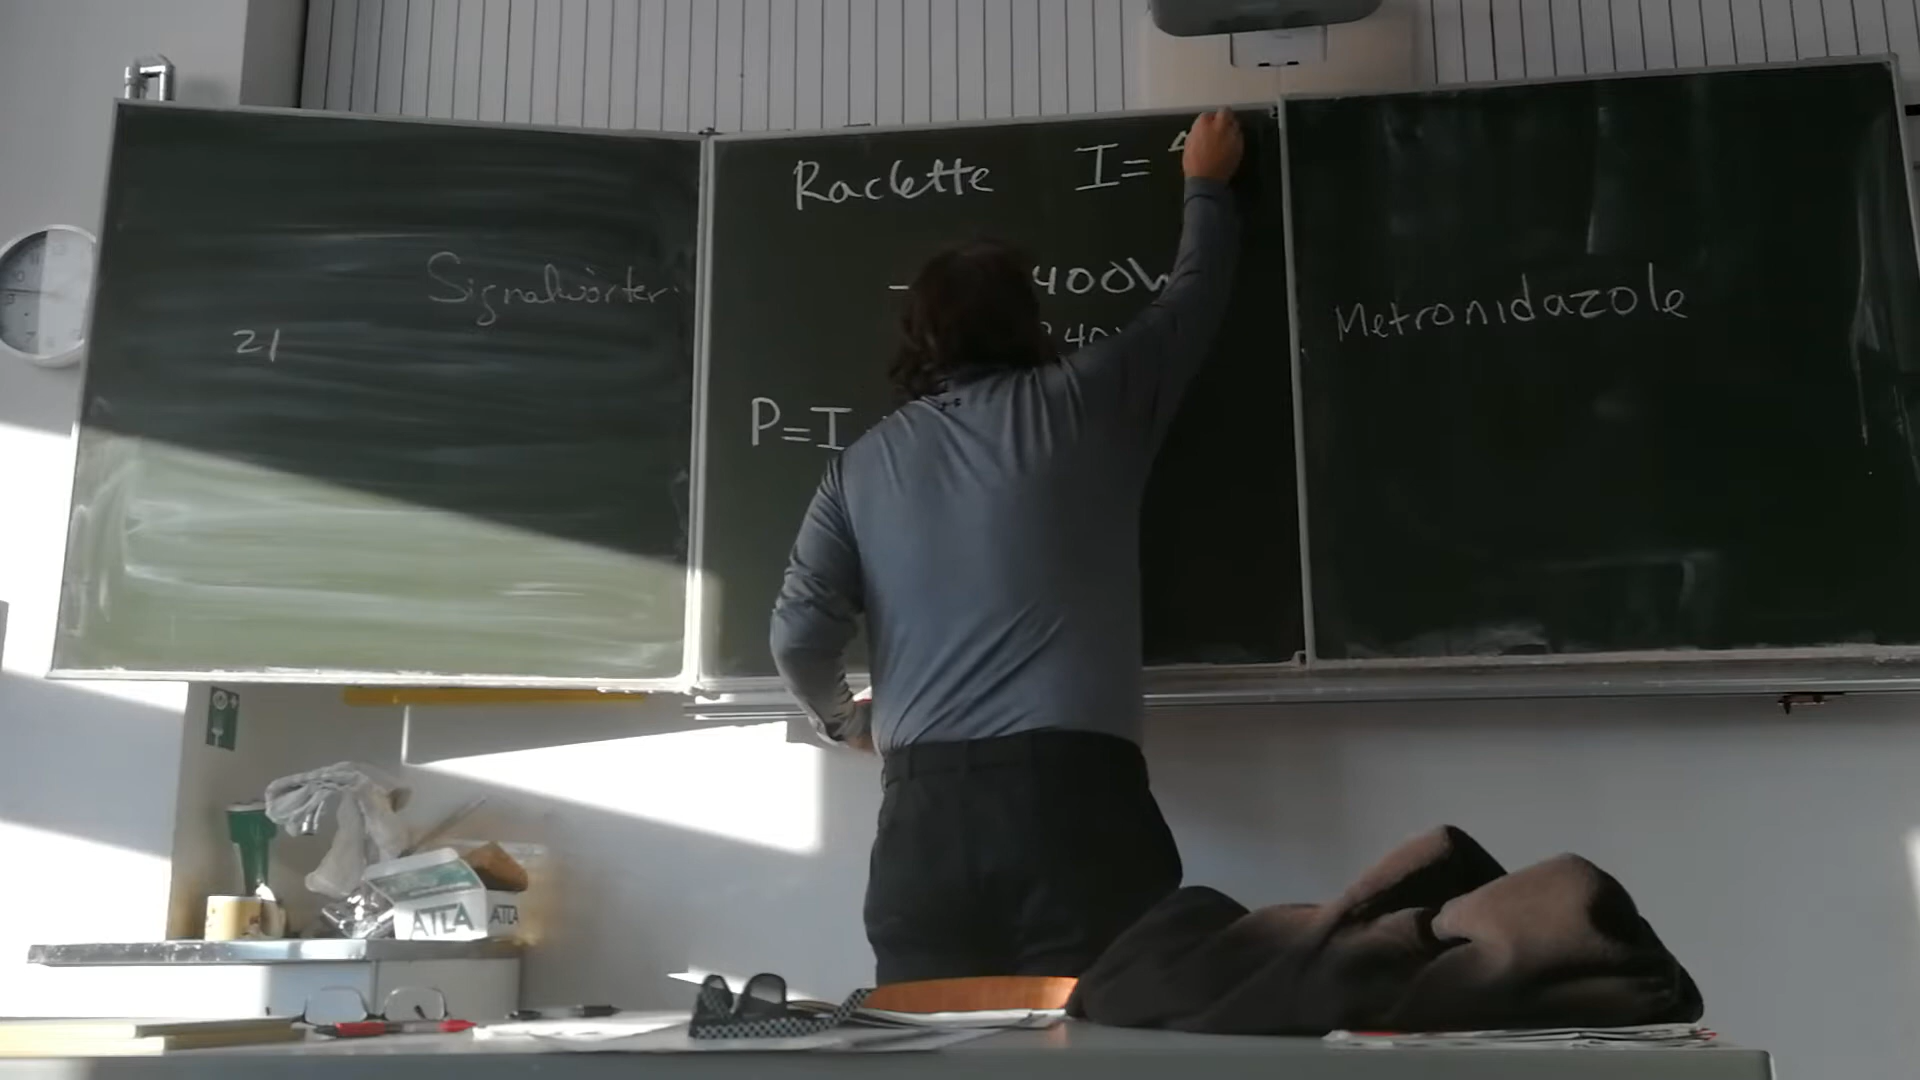 Signalwörter
21
Raclette I=
400W
P=I
Metronidazole
ATLA
ATLA